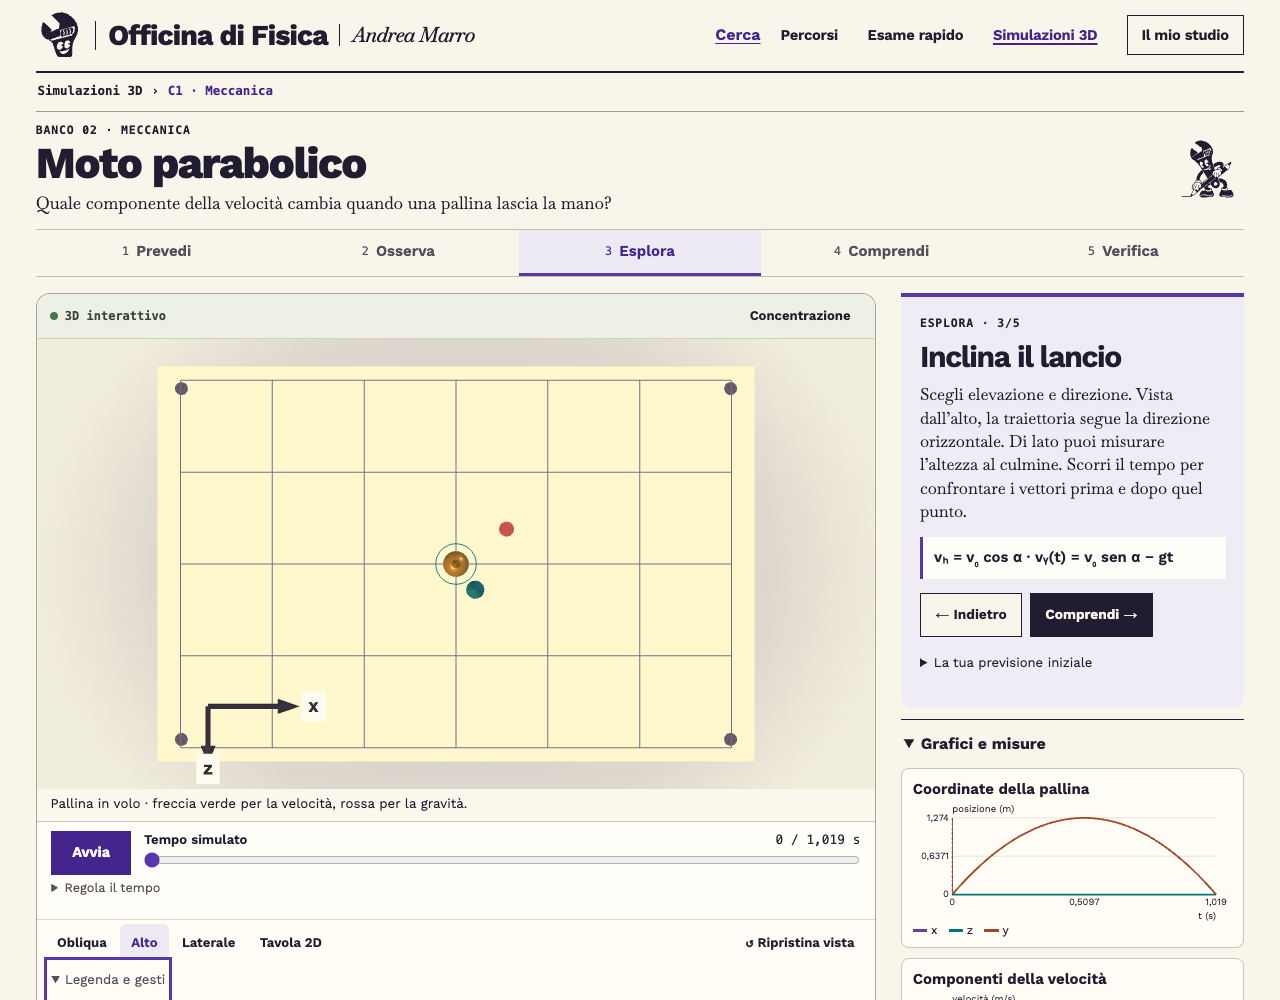 Officina di Fisica
Andrea Marro
Cerca
Percorsi
Esame rapido
Simulazioni 3D
Il mio studio
Simulazioni 3D › C1 · Meccanica
BANCO 02 · MECCANICA
Moto parabolico
Quale componente della velocità cambia quando una pallina lascia la mano?
1 Prevedi
2 Osserva
3 Esplora
4 Comprendi
5 Verifica
3D interattivo
Concentrazione
X
Z
Pallina in volo · freccia verde per la velocità, rossa per la gravità.
Avvia
Tempo simulato
0 / 1,019 s
▶ Regola il tempo
Obliqua
Alto
Laterale
Tavola 2D
↺ Ripristina vista
▼ Legenda e gesti
ESPLORA · 3/5
Inclina il lancio
Scegli elevazione e direzione. Vista
dall’alto, la traiettoria segue la direzione
orizzontale. Di lato puoi misurare
l’altezza al culmine. Scorri il tempo per
confrontare i vettori prima e dopo quel
punto.
vₕ = v₀ cos α · vᵧ(t) = v₀ sen α − gt
← Indietro
Comprendi →
▶ La tua previsione iniziale
▼ Grafici e misure
Coordinate della pallina
posizione (m)
1,274
0,6371
0
0
0,5097
1,019
t (s)
x
z
y
Componenti della velocità
velocità (m/s)